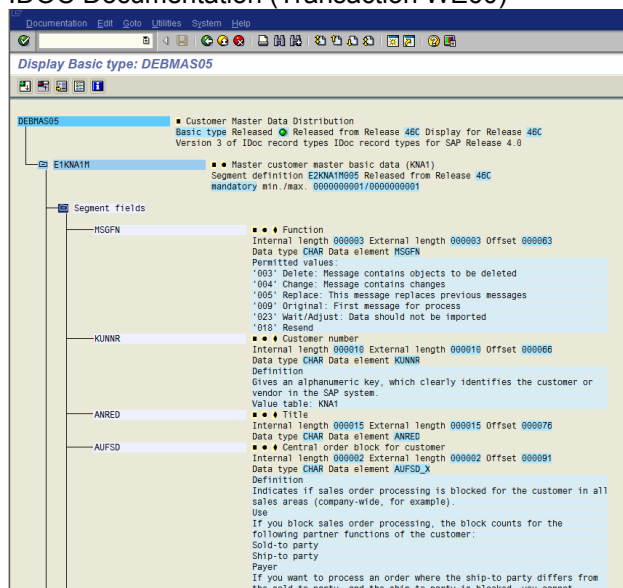 Documentation Edit Goto Utilities System Help
Display Basic type: DEBMAS05
DEBMAS05 Customer Master Data Distribution
Basic type Released Released from Release 46C Display for Release 46C
Version 3 of IDoc record types IDoc record types for SAP Release 4.0
E1KNA1M Master customer master basic data (KNA1)
Segment definition E2KNA1M005 Released from Release 46C
mandatory min./max. 0000000001/0000000001
Segment fields
MSGFN Function
Internal length 000003 External length 000003 Offset 000063
Data type CHAR Data element MSGFN
Permitted values:
'003' Delete: Message contains objects to be deleted
'004' Change: Message contains changes
'005' Replace: This message replaces previous messages
'009' Original: First message for process
'023' Wait/Adjust: Data should not be imported
'018' Resend
KUNNR Customer number
Internal length 000010 External length 000010 Offset 000066
Data type CHAR Data element KUNNR
Definition
Gives an alphanumeric key, which clearly identifies the customer or
vendor in the SAP system.
Value table: KNA1
ANRED Title
Internal length 000015 External length 000015 Offset 000076
Data type CHAR Data element ANRED
AUFSD Central order block for customer
Internal length 000002 External length 000002 Offset 000091
Data type CHAR Data element AUFSD_X
Definition
Indicates if sales order processing is blocked for the customer in all
sales areas (company-wide, for example).
Use
If you block sales order processing, the block counts for the
following partner functions of the customer:
Sold-to party
Ship-to party
Payer
If you want to process an order where the ship-to party differs from